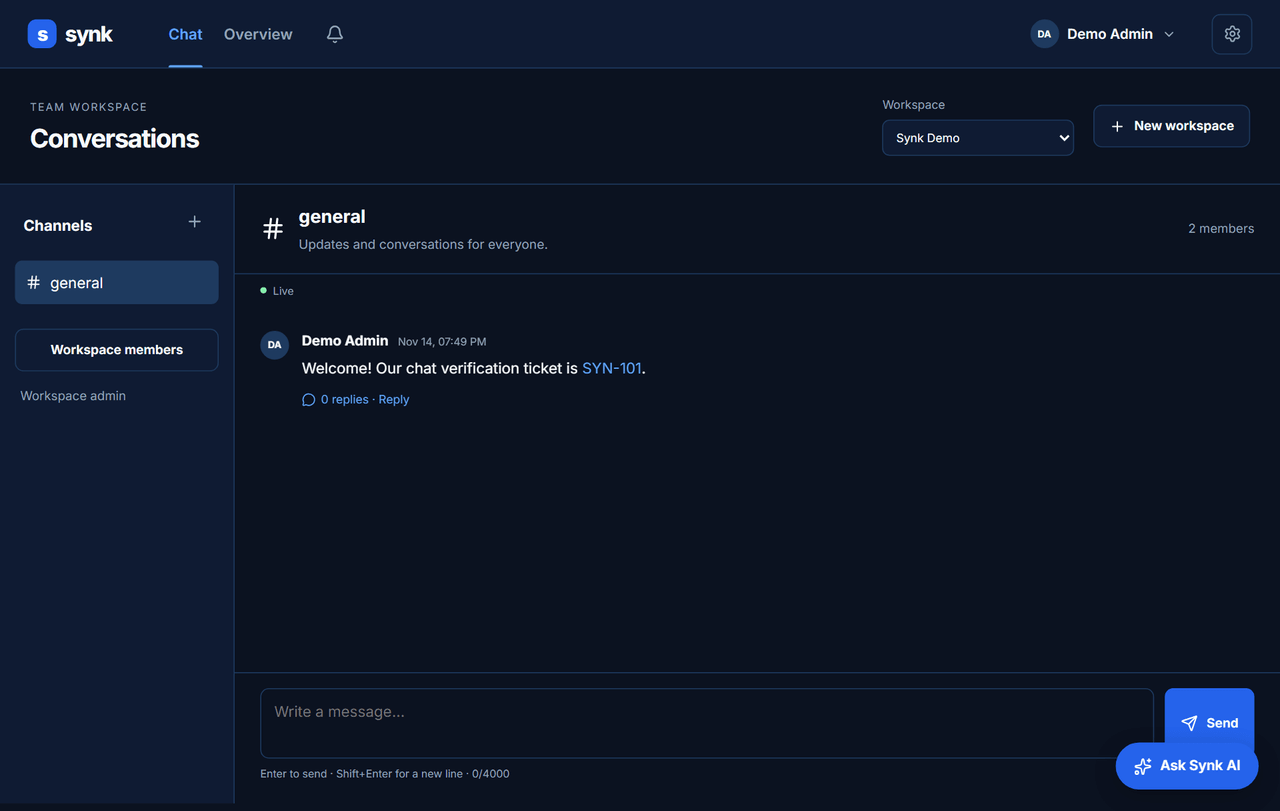 s synk
Chat
Overview
DA
Demo Admin
TEAM WORKSPACE
Conversations
Workspace
Synk Demo
+ New workspace
Channels
+
# general
Workspace members
Workspace admin
# general
Updates and conversations for everyone.
2 members
Live
DA
Demo Admin Nov 14, 07:49 PM
Welcome! Our chat verification ticket is SYN-101.
0 replies · Reply
Write a message...
Send
Enter to send · Shift+Enter for a new line · 0/4000
Ask Synk AI